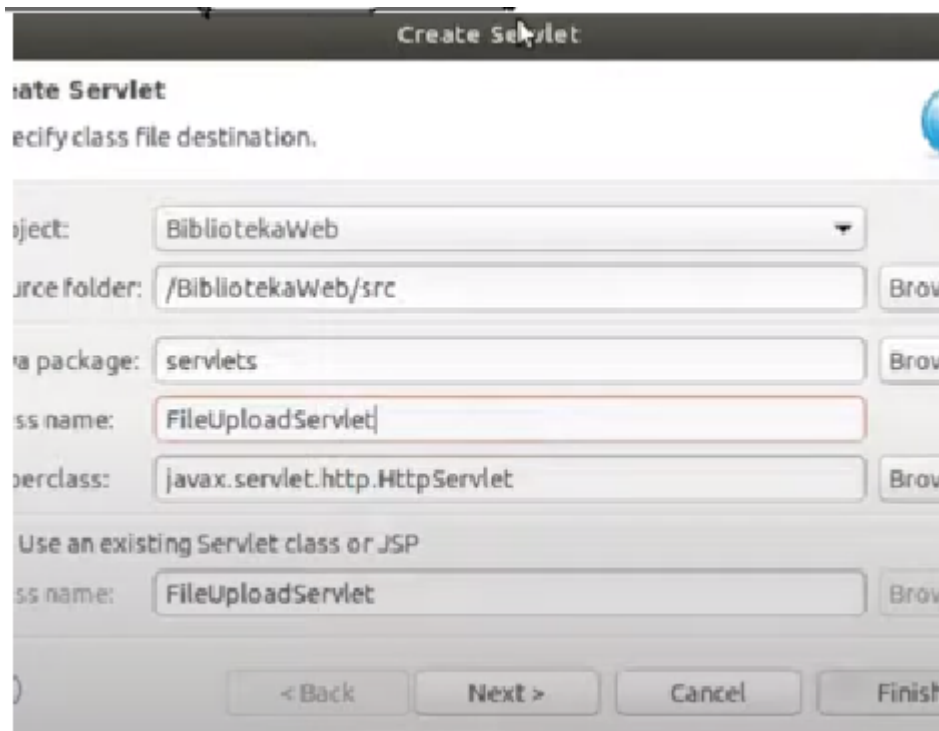 Create Servlet
eate Servlet
ecify class file destination.
oject: BibliotekaWeb
urce folder: /BibliotekaWeb/src Brow
va package: servlets Brow
ss name: FileUploadServlet
perclass: javax.servlet.http.HttpServlet Brow
Use an existing Servlet class or JSP
ss name: FileUploadServlet Brow
< Back Next > Cancel Finish